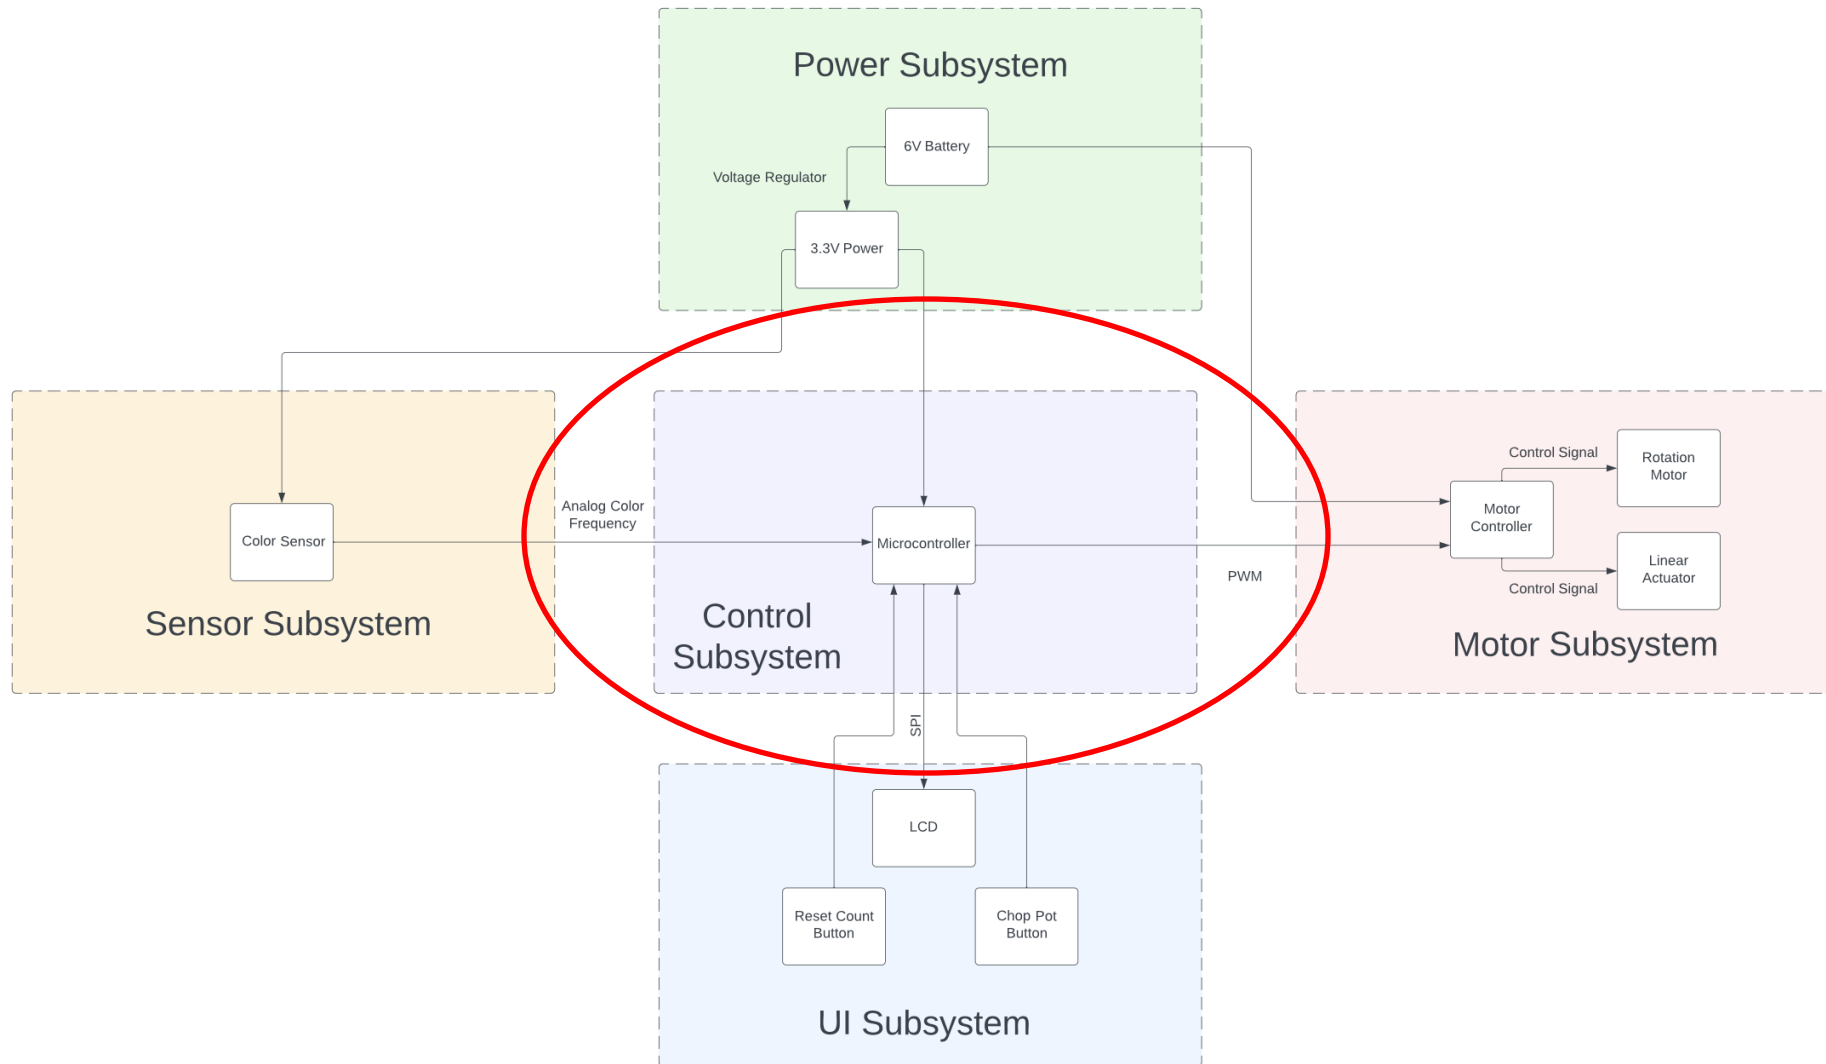 Power Subsystem
6V Battery
Voltage Regulator
3.3V Power
Sensor Subsystem
Color Sensor
Analog Color
Frequency
Control
Subsystem
Microcontroller
SPI
PWM
Motor Subsystem
Motor
Controller
Control Signal
Rotation
Motor
Control Signal
Linear
Actuator
LCD
Reset Count
Button
Chop Pot
Button
UI Subsystem